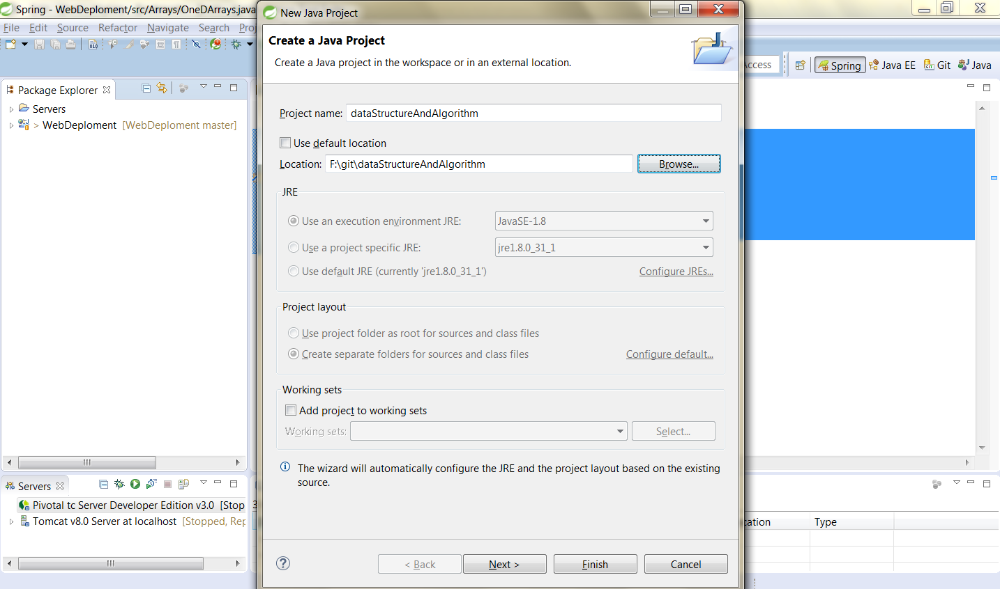 Spring - WebDeploment/src/Arrays/OneDArrays.java
New Java Project
File Edit Source Refactor Navigate Search
Create a Java Project
Create a Java project in the workspace or in an external location.
Access
Spring Java EE Git Java
Package Explorer
Servers
> WebDeploment [WebDeploment master]
Project name: dataStructureAndAlgorithm
Use default location
Location: F:\git\dataStructureAndAlgorithm Browse...
JRE
Use an execution environment JRE: JavaSE-1.8
Use a project specific JRE: jre1.8.0_31_1
Use default JRE (currently 'jre1.8.0_31_1') Configure JREs...
Project layout
Use project folder as root for sources and class files
Create separate folders for sources and class files Configure default...
Working sets
Add project to working sets
Working sets: Select...
The wizard will automatically configure the JRE and the project layout based on the existing
source.
Servers
Pivotal tc Server Developer Edition v3.0 [Stop
Tomcat v8.0 Server at localhost [Stopped, Rep
cation Type
< Back Next > Finish Cancel